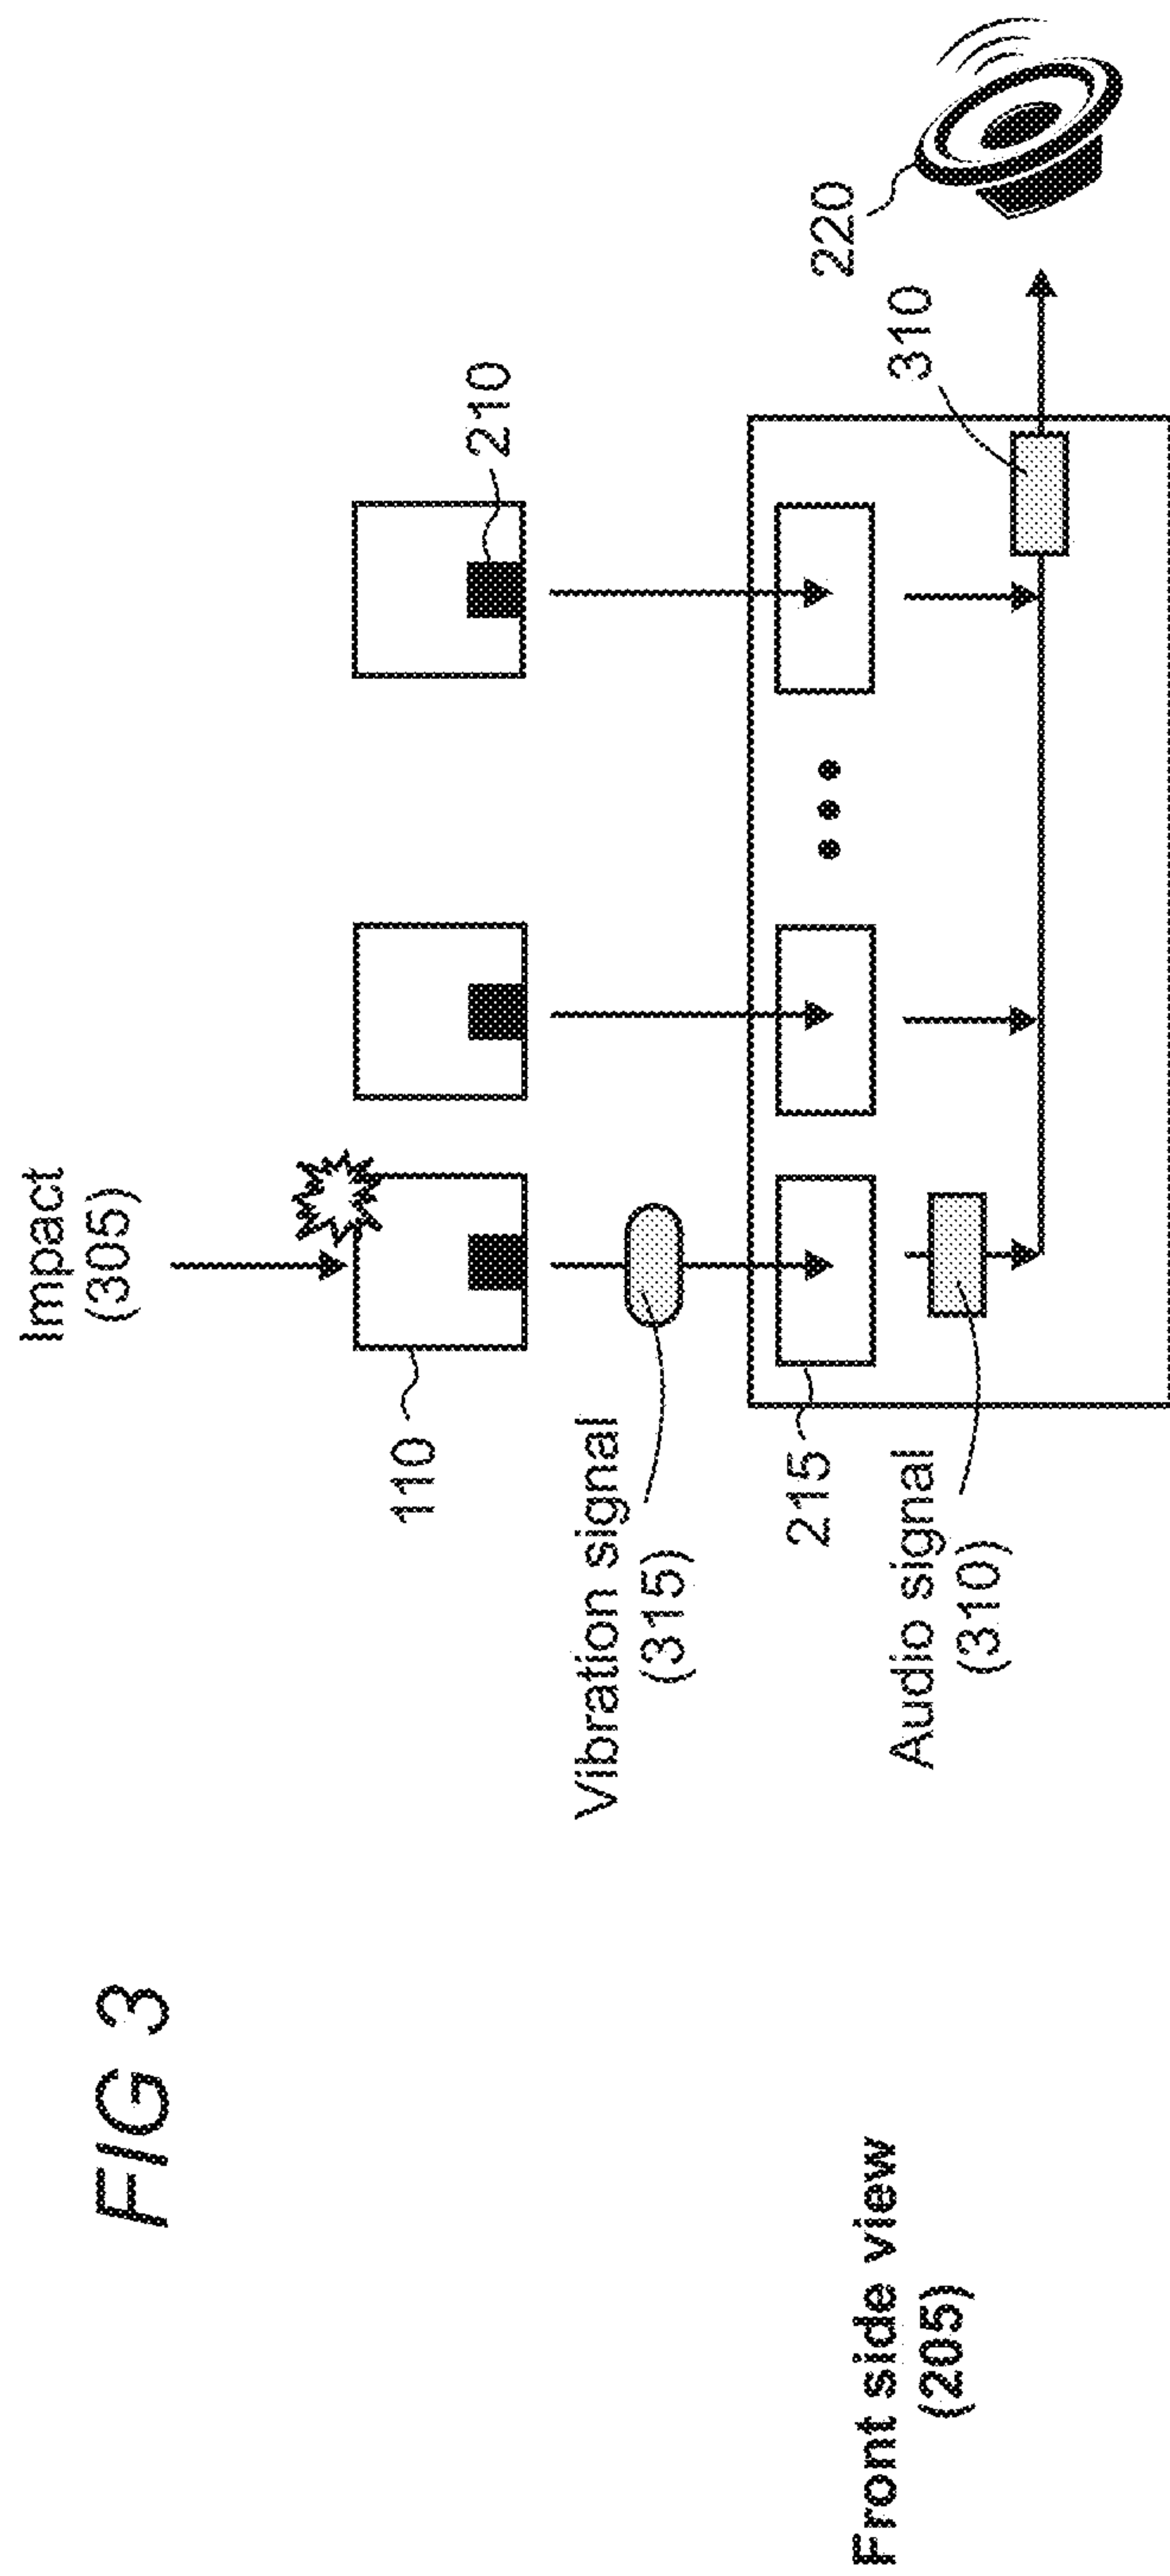 FIG 3
Impact
(305)
110
210
Vibration signal
(315)
215
220
310
Audio signal
(310)
Front side view
(205)